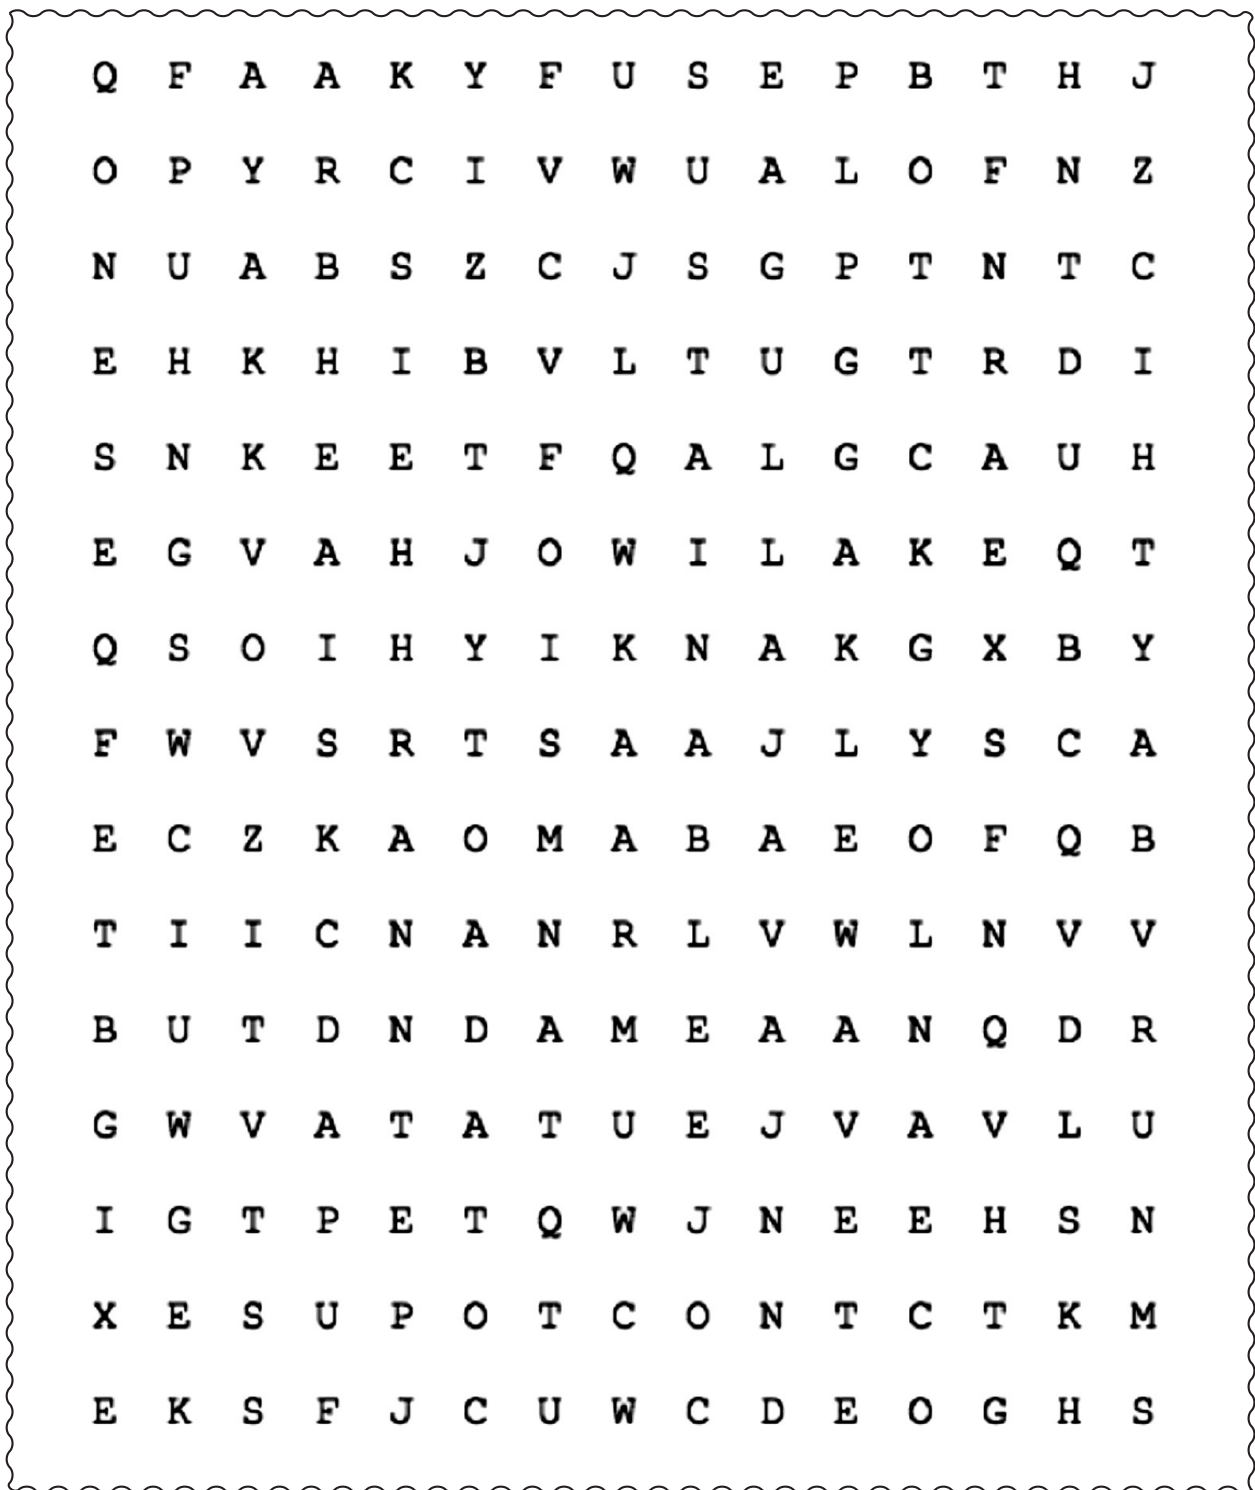 Q F A A K Y F U S E P B T H J
O P Y R C I V W U A L O F N Z
N U A B S Z C J S G P T N T C
E H K H I B V L T U G T R D I
S N K E E T F Q A L G C A U H
E G V A H J O W I L A K E Q T
Q S O I H Y I K N A K G X B Y
F W V S R T S A A J L Y S C A
E C Z K A O M A B A E O F Q B
T I I C N A N R L V W L N V V
B U T D N D A M E A A N Q D R
G W V A T A T U E J V A V L U
I G T P E T Q W J N E E H S N
X E S U P O T C O N T C T K M
E K S F J C U W C D E O G H S